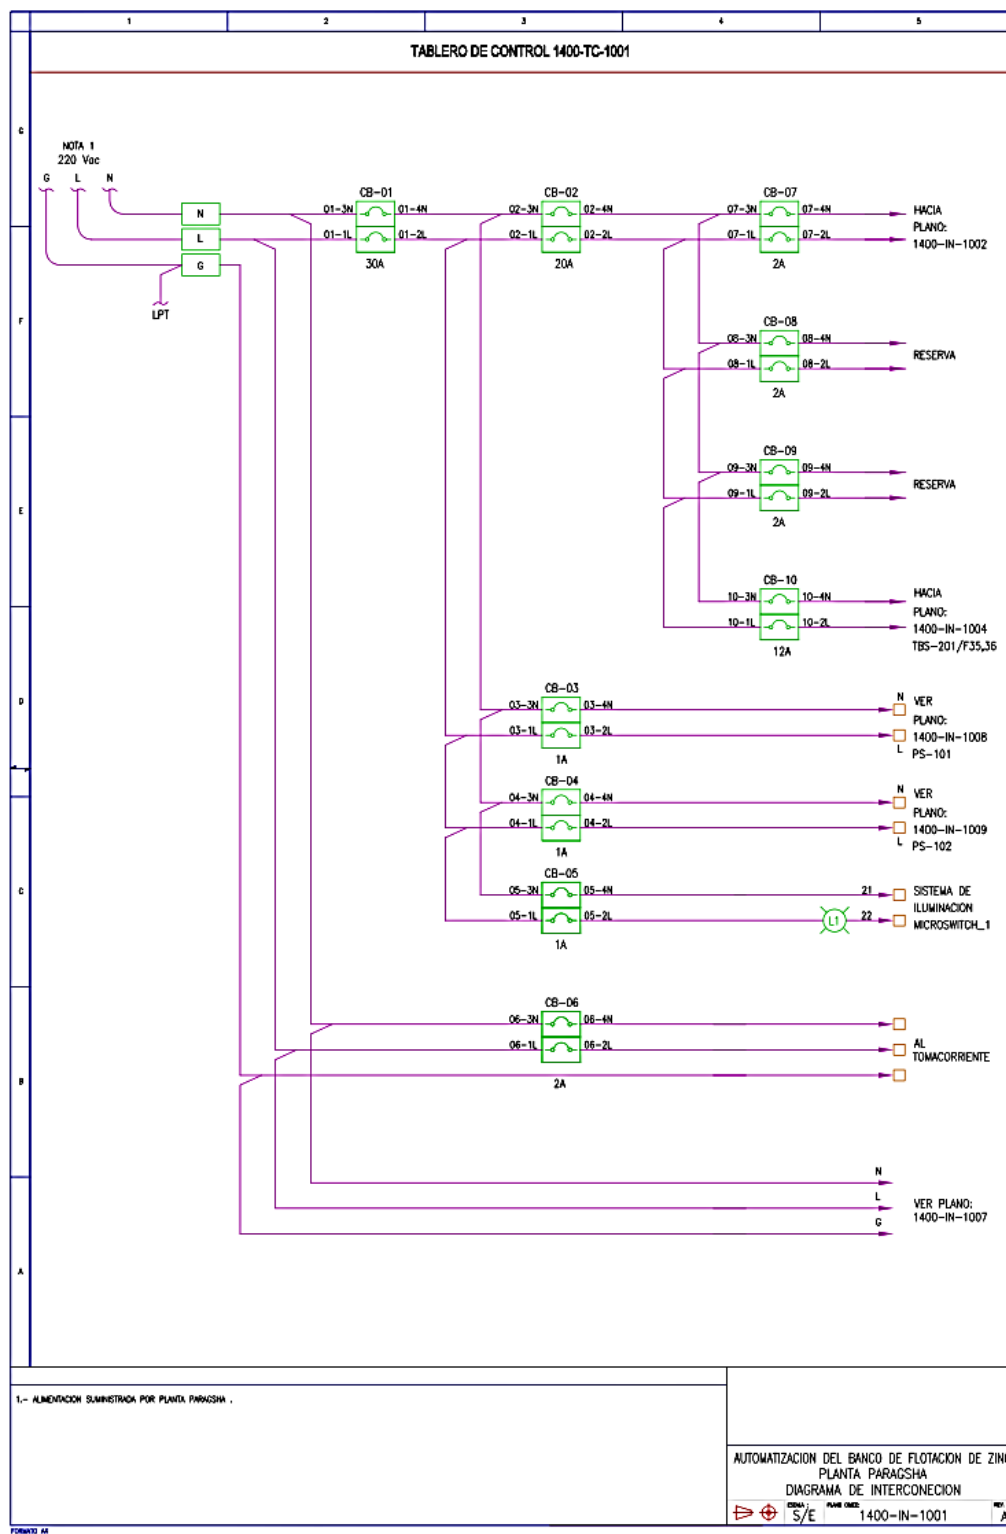 1 2 3 4 5
TABLERO DE CONTROL 1400-TC-1001
G
NOTA 1
220 Vac
G L N
N
L
G
LPT
CB-01
01-3N 01-4N
01-1L 01-2L
30A
CB-02
02-3N 02-4N
02-1L 02-2L
20A
CB-07
07-3N 07-4N
07-1L 07-2L
2A
HACIA
PLANO:
1400-IN-1002
F
CB-08
08-3N 08-4N
08-1L 08-2L
2A
RESERVA
E
CB-09
09-3N 09-4N
09-1L 09-2L
2A
RESERVA
CB-10
10-3N 10-4N
10-1L 10-2L
12A
HACIA
PLANO:
1400-IN-1004
TBS-201/F35,36
D
CB-03
03-3N 03-4N
03-1L 03-2L
1A
N VER
PLANO:
1400-IN-1008
L PS-101
CB-04
04-3N 04-4N
04-1L 04-2L
1A
N VER
PLANO:
1400-IN-1009
L PS-102
C
CB-05
05-3N 05-4N
05-1L 05-2L
1A
L1
21
22
SISTEMA DE
ILUMINACION
MICROSWITCH_1
B
CB-06
06-3N 06-4N
06-1L 06-2L
2A
AL
TOMACORRIENTE
N
L
G
VER PLANO:
1400-IN-1007
A
1.- ALIMENTACION SUMINISTRADA POR PLANTA PARAGSHA .
AUTOMATIZACION DEL BANCO DE FLOTACION DE ZIN
PLANTA PARAGSHA
DIAGRAMA DE INTERCONECION
S/E
1400-IN-1001
A
FORMATO A4